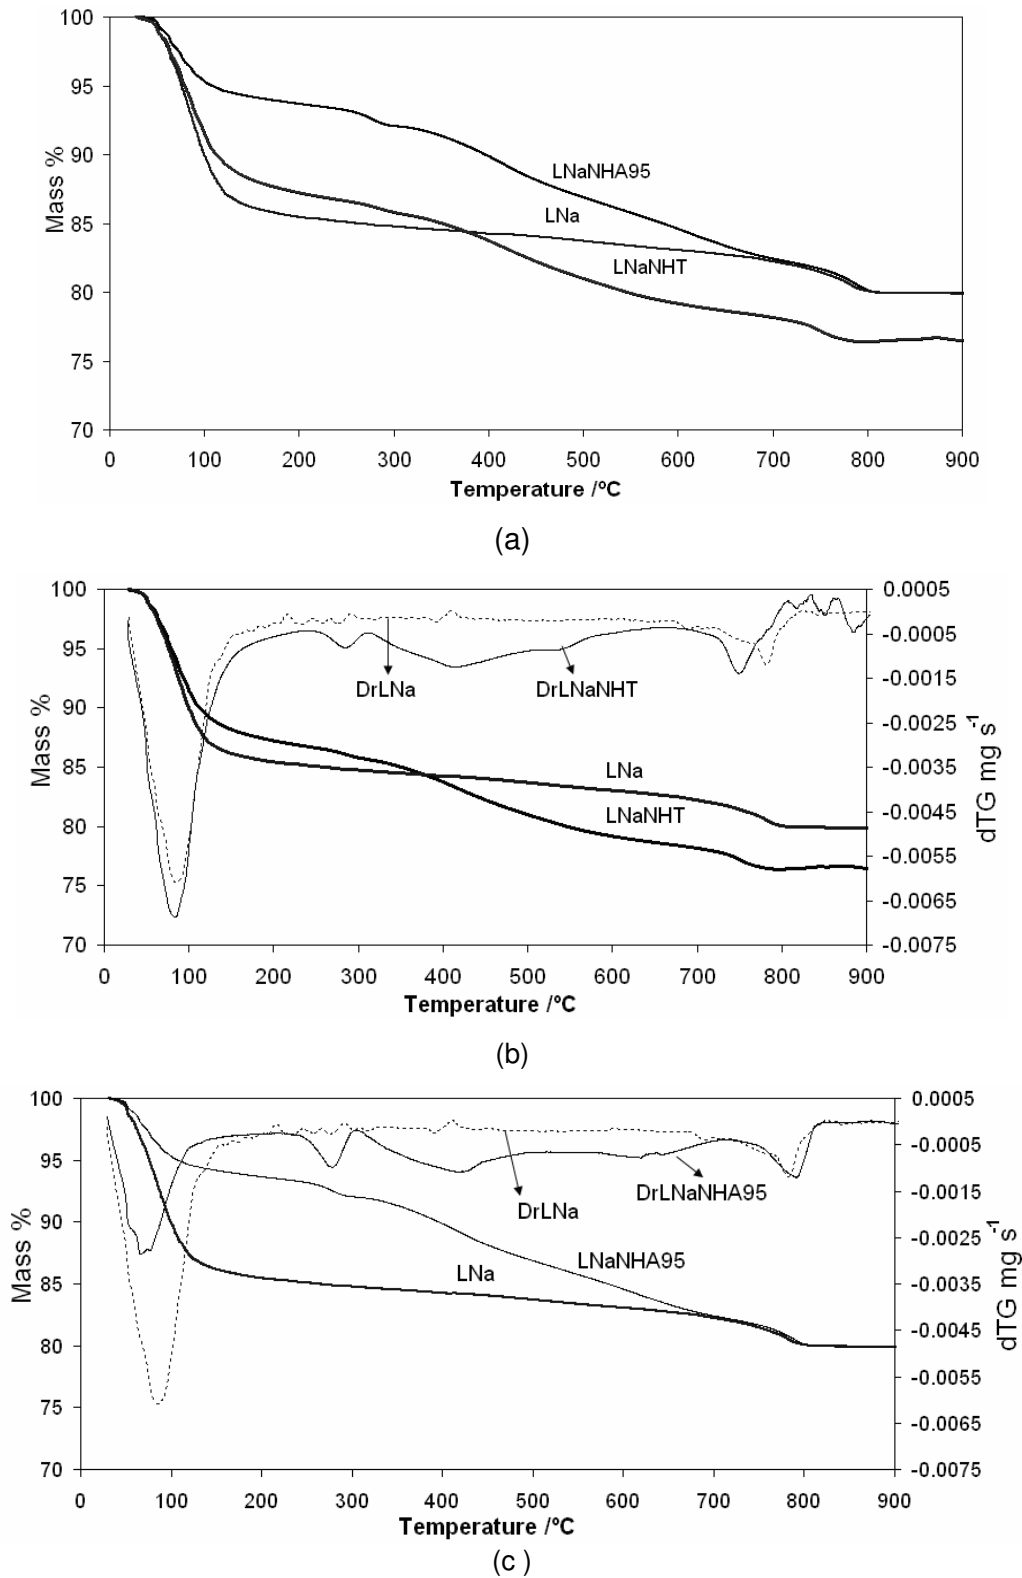 100
95
90
85
80
75
70
Mass %
LNaNHA95
LNa
LNaNHT
0 100 200 300 400 500 600 700 800 900
Temperature /ºC
(a)
100
95
90
85
80
75
70
Mass %
DrLNa
DrLNaNHT
LNa
LNaNHT
0.0005
-0.0005
-0.0015
-0.0025
-0.0035
-0.0045
-0.0055
-0.0065
-0.0075
dTG mg s-1
0 100 200 300 400 500 600 700 800 900
Temperature /ºC
(b)
100
95
90
85
80
75
70
Mass %
DrLNaNHA95
DrLNa
LNaNHA95
LNa
0.0005
-0.0005
-0.0015
-0.0025
-0.0035
-0.0045
-0.0055
-0.0065
-0.0075
dTG mg s-1
0 100 200 300 400 500 600 700 800 900
Temperature /ºC
(c )